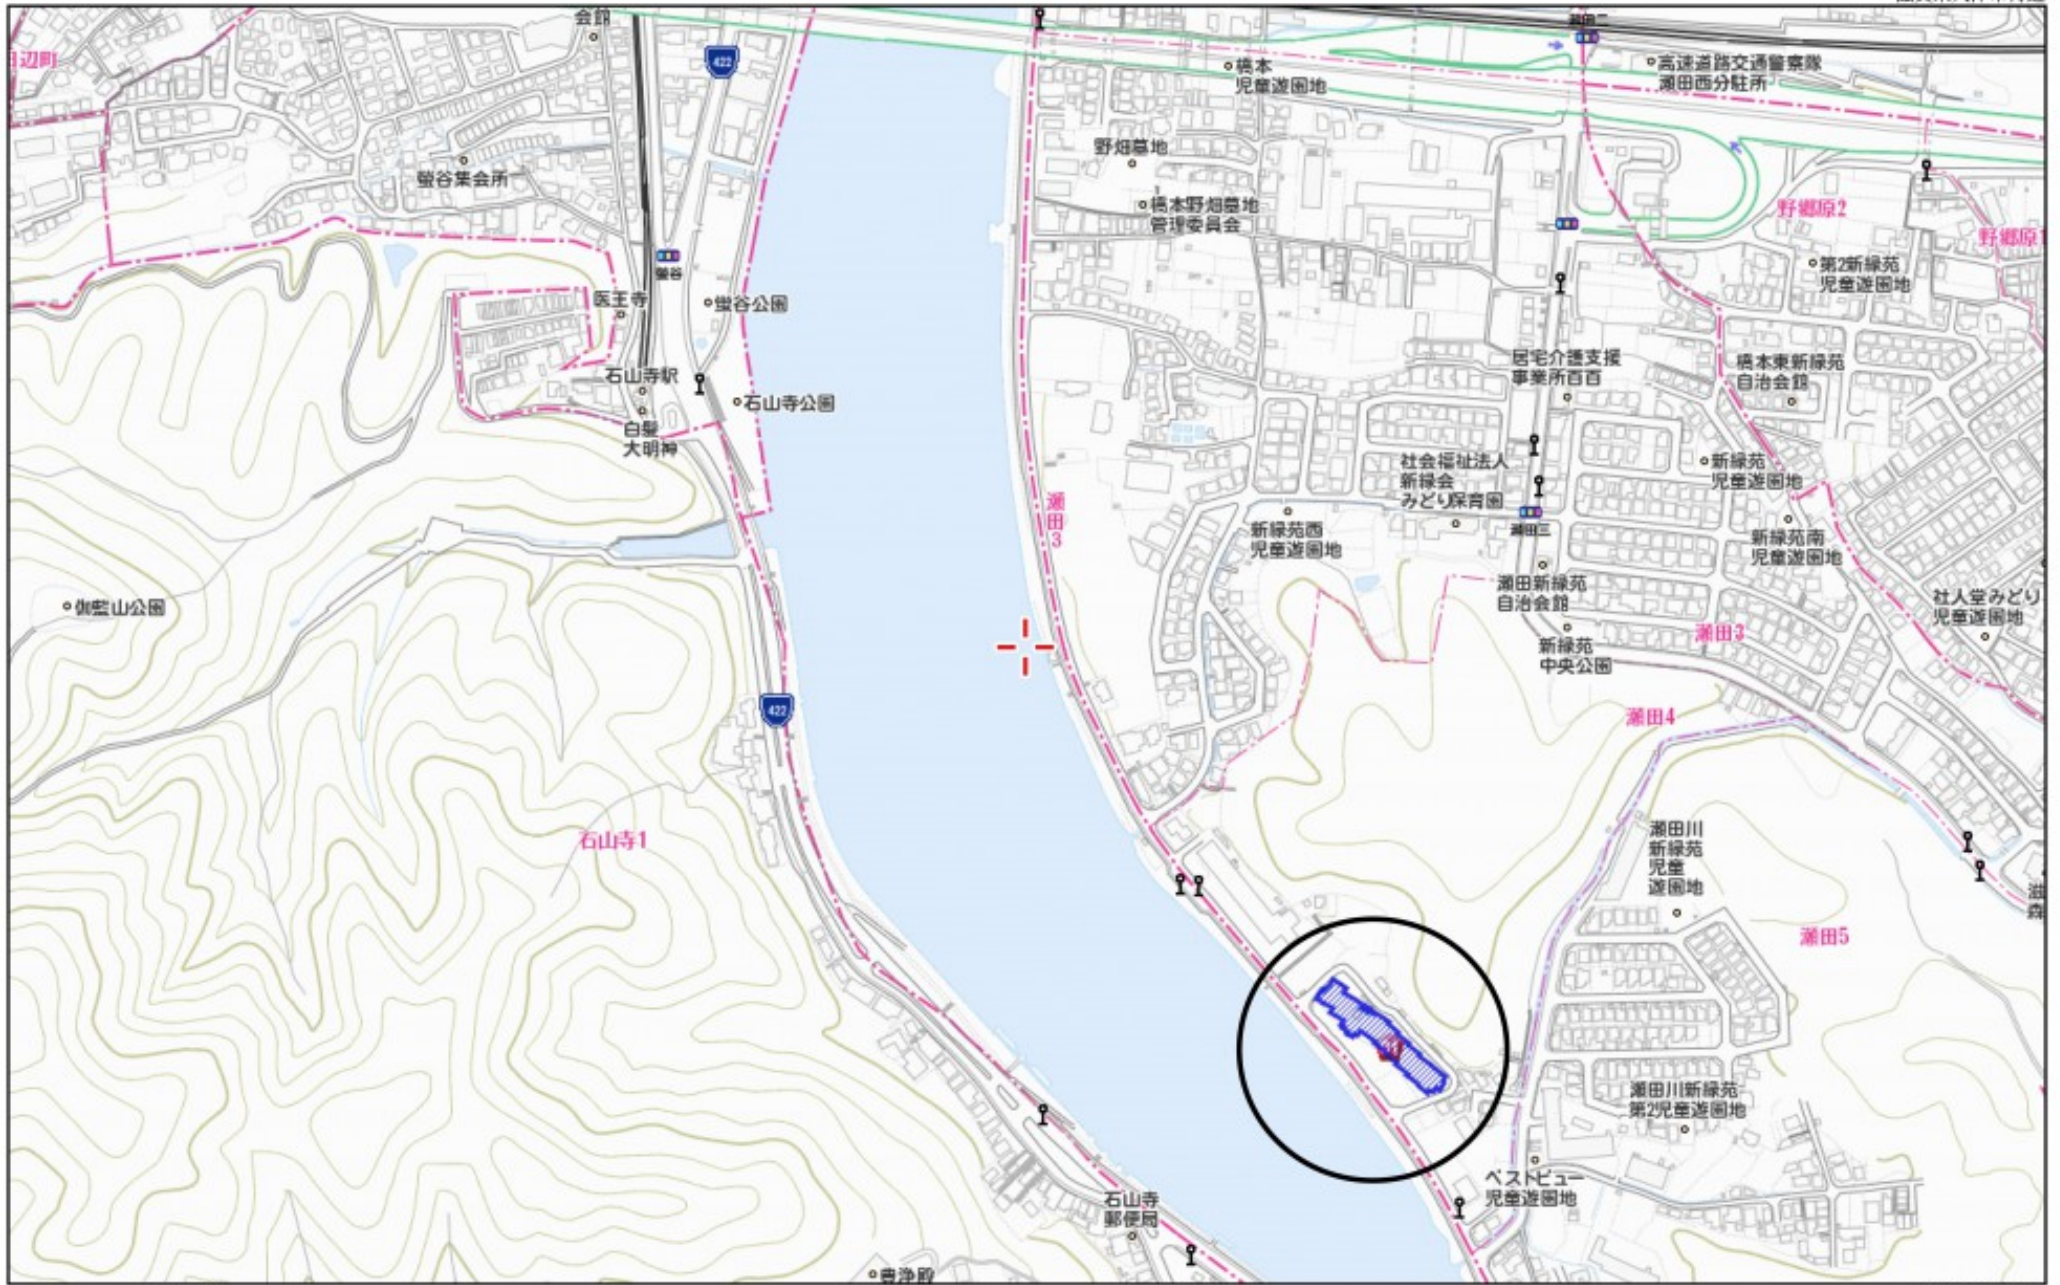 会館
422
瀬田二
橋本
児童遊園地
高速道路交通警察隊
瀬田西分駐所
野畑墓地
螢谷集会所
橋本野畑墓地
管理委員会
野郷原2
野郷原1
第2新緑苑
児童遊園地
螢谷
医王寺
螢谷公園
居宅介護支援
事業所百百
橋本東新緑苑
自治会館
石山寺駅
石山寺公園
白髭
大明神
社会福祉法人
新緑会
みどり保育園
新緑苑
児童遊園地
瀬田3
新緑苑西
児童遊園地
瀬田三
新緑苑南
児童遊園地
瀬田新緑苑
自治会館
伽藍山公園
社人堂みどり
児童遊園地
瀬田3
新緑苑
中央公園
422
瀬田4
石山寺1
瀬田川
新緑苑
児童
遊園地
瀬田5
瀬田川新緑苑
第2児童遊園地
ベストビュー
児童遊園地
石山寺
郵便局
豊浄殿